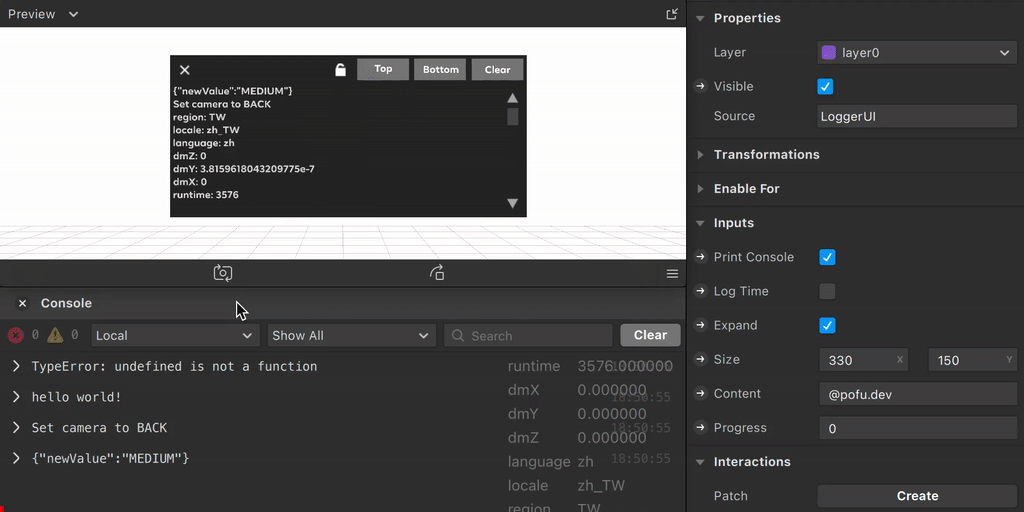 Preview
Top Bottom Clear
{"newValue":"MEDIUM"}
Set camera to BACK
region: TW
locale: zh_TW
language: zh
dmZ: 0
dmY: 3.8159618043209775e-7
dmX: 0
runtime: 3576
Console
0 0 Local Show All Search Clear
TypeError: undefined is not a function
hello world!
Set camera to BACK
{"newValue":"MEDIUM"}
runtime 3576.000000
dmX 0.000000
dmY 0.000000
dmZ 0.000000
language zh
locale zh_TW
region TW
18:50:55
18:50:55
18:50:55
Properties
Layer layer0
Visible
Source LoggerUI
Transformations
Enable For
Inputs
Print Console
Log Time
Expand
Size 330 X 150 Y
Content @pofu.dev
Progress 0
Interactions
Patch Create